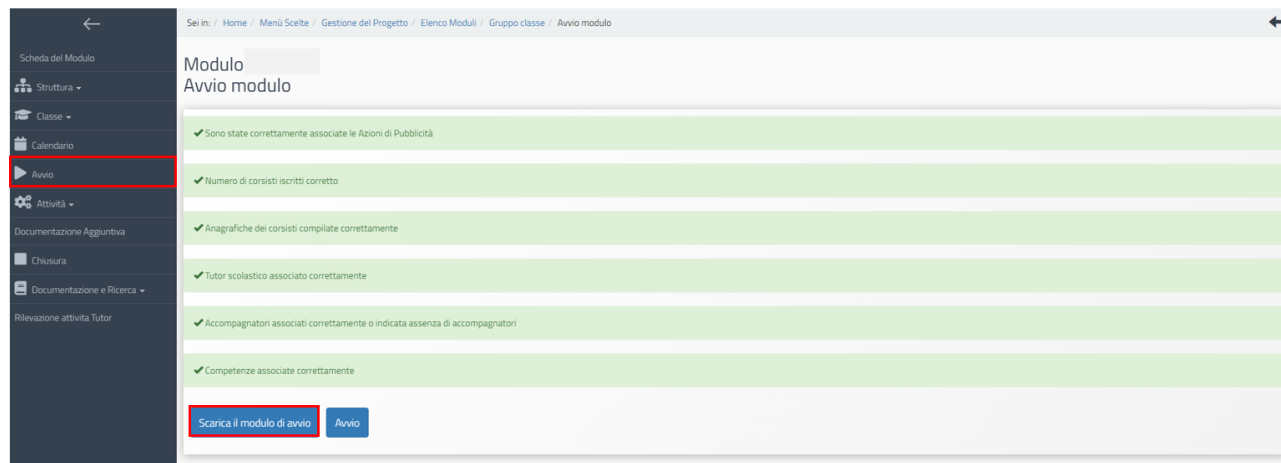 Sei in: / Home / Menù Scelte / Gestione del Progetto / Elenco Moduli / Gruppo classe / Avvio modulo
Scheda del Modulo
Struttura
Classe
Calendario
Avvio
Attività
Documentazione Aggiuntiva
Chiusura
Documentazione e Ricerca
Rilevazione attivita Tutor
Modulo
Avvio modulo
Sono state correttamente associate le Azioni di Pubblicità
Numero di corsisti iscritti corretto
Anagrafiche dei corsisti compilate correttamente
Tutor scolastico associato correttamente
Accompagnatori associati correttamente o indicata assenza di accompagnatori
Competenze associate correttamente
Scarica il modulo di avvio Avvio